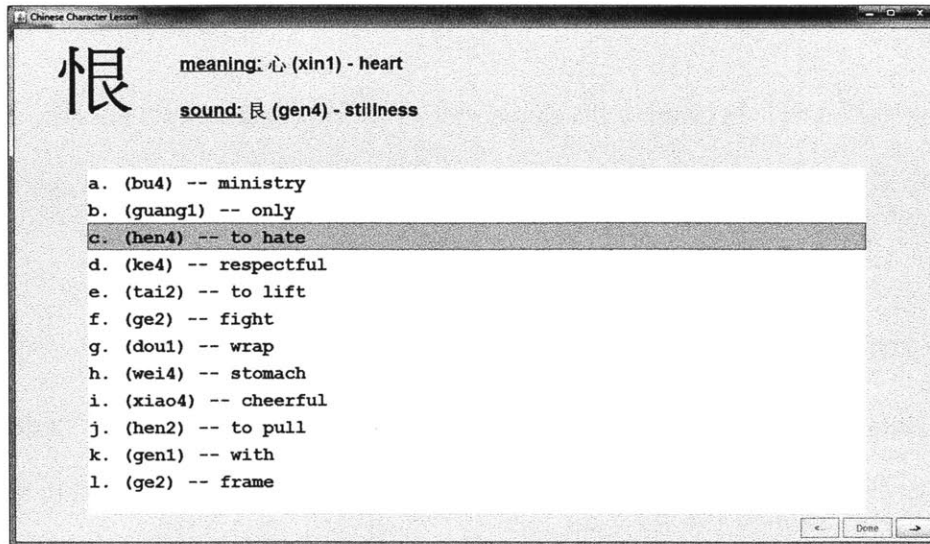 Chinese Character Lesson
恨
meaning: 心 (xin1) - heart
sound: 艮 (gen4) - stillness
a. (bu4) -- ministry
b. (guang1) -- only
c. (hen4) -- to hate
d. (ke4) -- respectful
e. (tai2) -- to lift
f. (ge2) -- fight
g. (dou1) -- wrap
h. (wei4) -- stomach
i. (xiao4) -- cheerful
j. (hen2) -- to pull
k. (gen1) -- with
l. (ge2) -- frame
<- Done ->